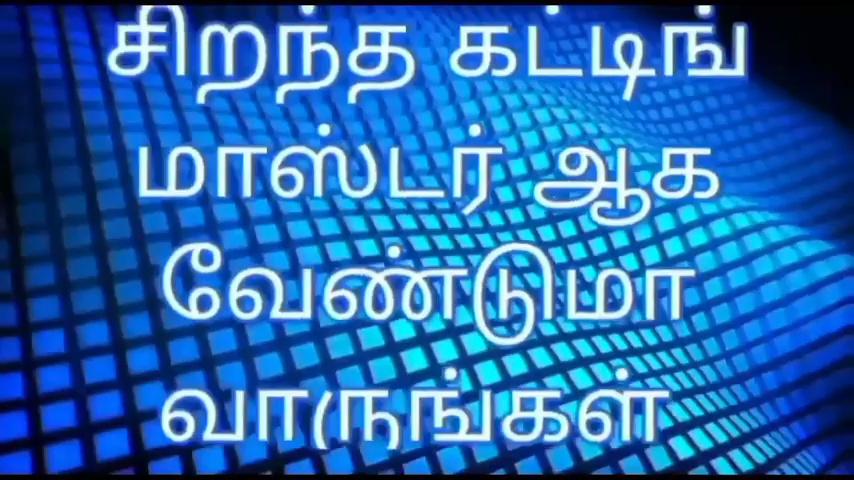 சிறந்த கட்டிங்
மாஸ்டர் ஆக
வேண்டுமா
வாருங்கள்